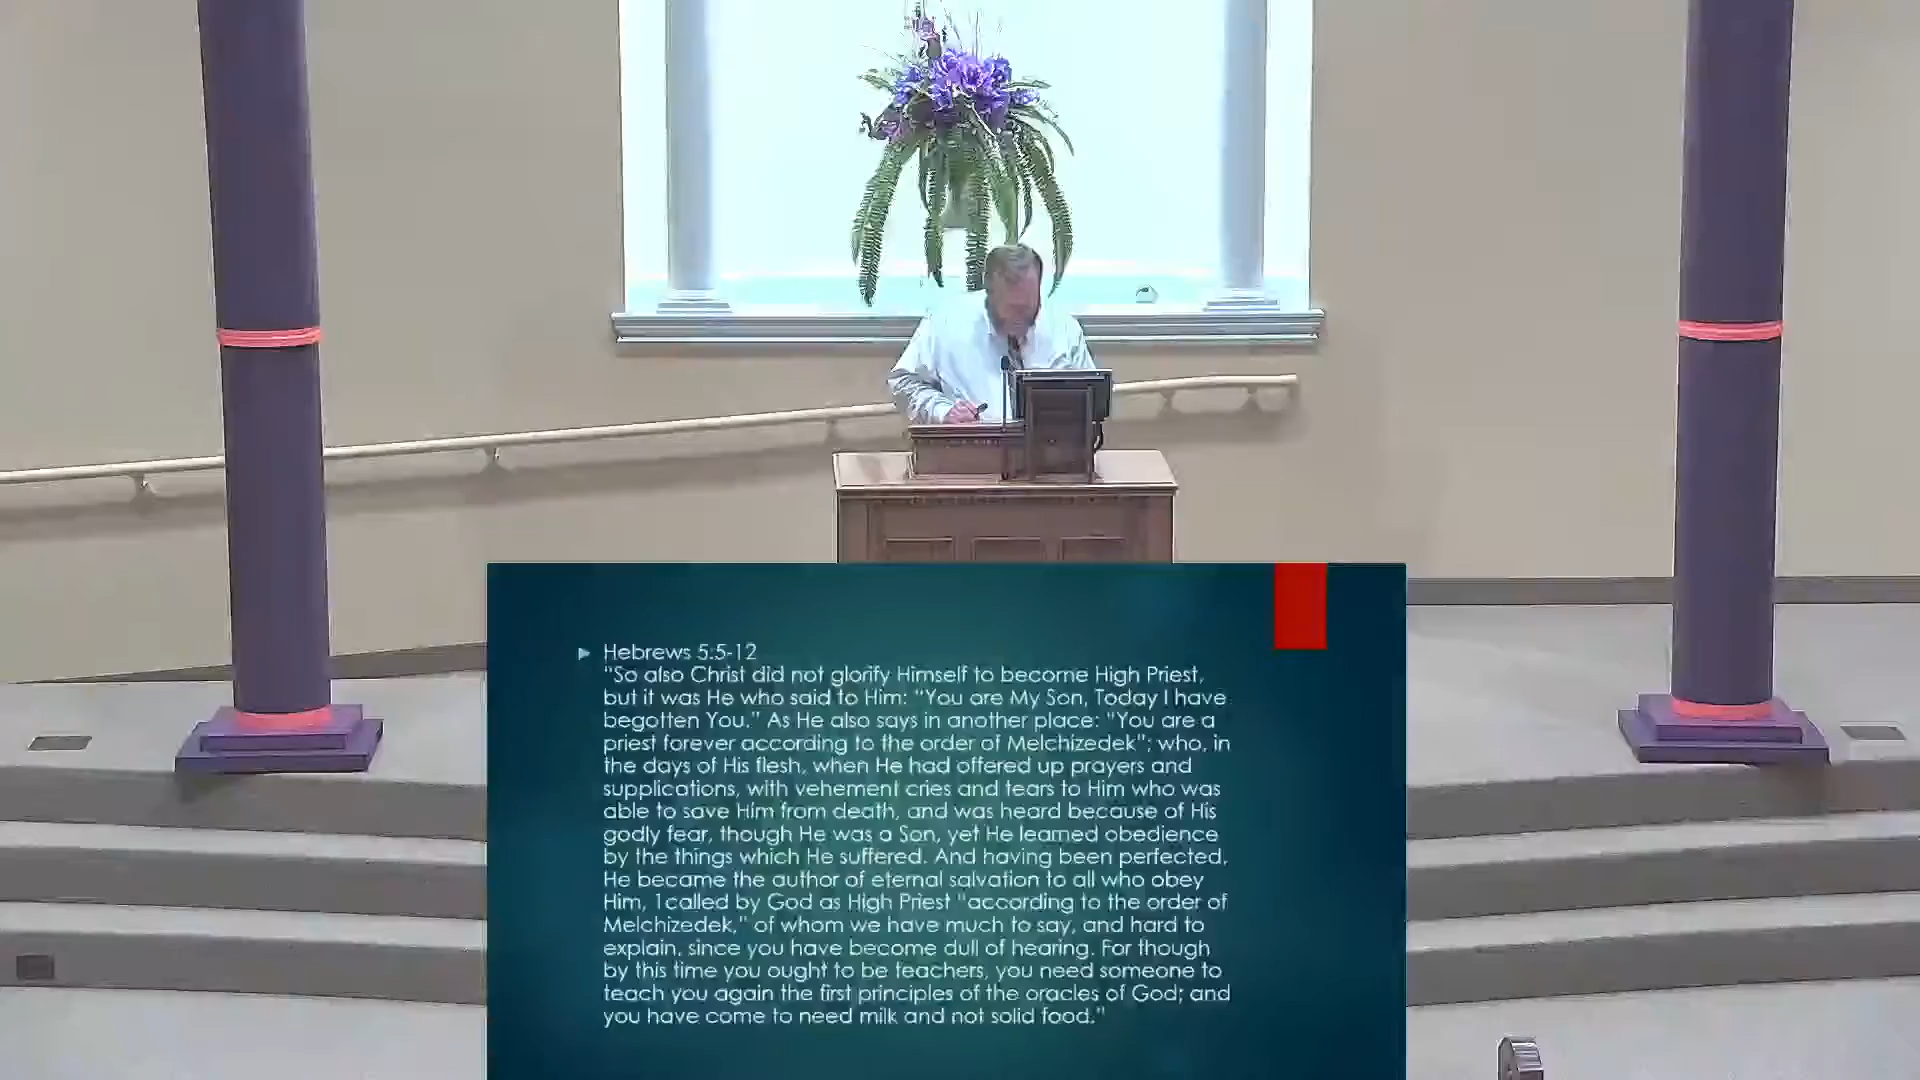 Hebrews 5:5-12
"So also Christ did not glorify Himself to become High Priest,
but it was He who said to Him: "You are My Son, Today I have
begotten You." As He also says in another place: "You are a
priest forever according to the order of Melchizedek"; who, in
the days of His flesh, when He had offered up prayers and
supplications, with vehement cries and tears to Him who was
able to save Him from death, and was heard because of His
godly fear, though He was a Son, yet He learned obedience
by the things which He suffered. And having been perfected,
He became the author of eternal salvation to all who obey
Him, 1called by God as High Priest "according to the order of
Melchizedek," of whom we have much to say, and hard to
explain, since you have become dull of hearing. For though
by this time you ought to be teachers, you need someone to
teach you again the first principles of the oracles of God; and
you have come to need milk and not solid food."